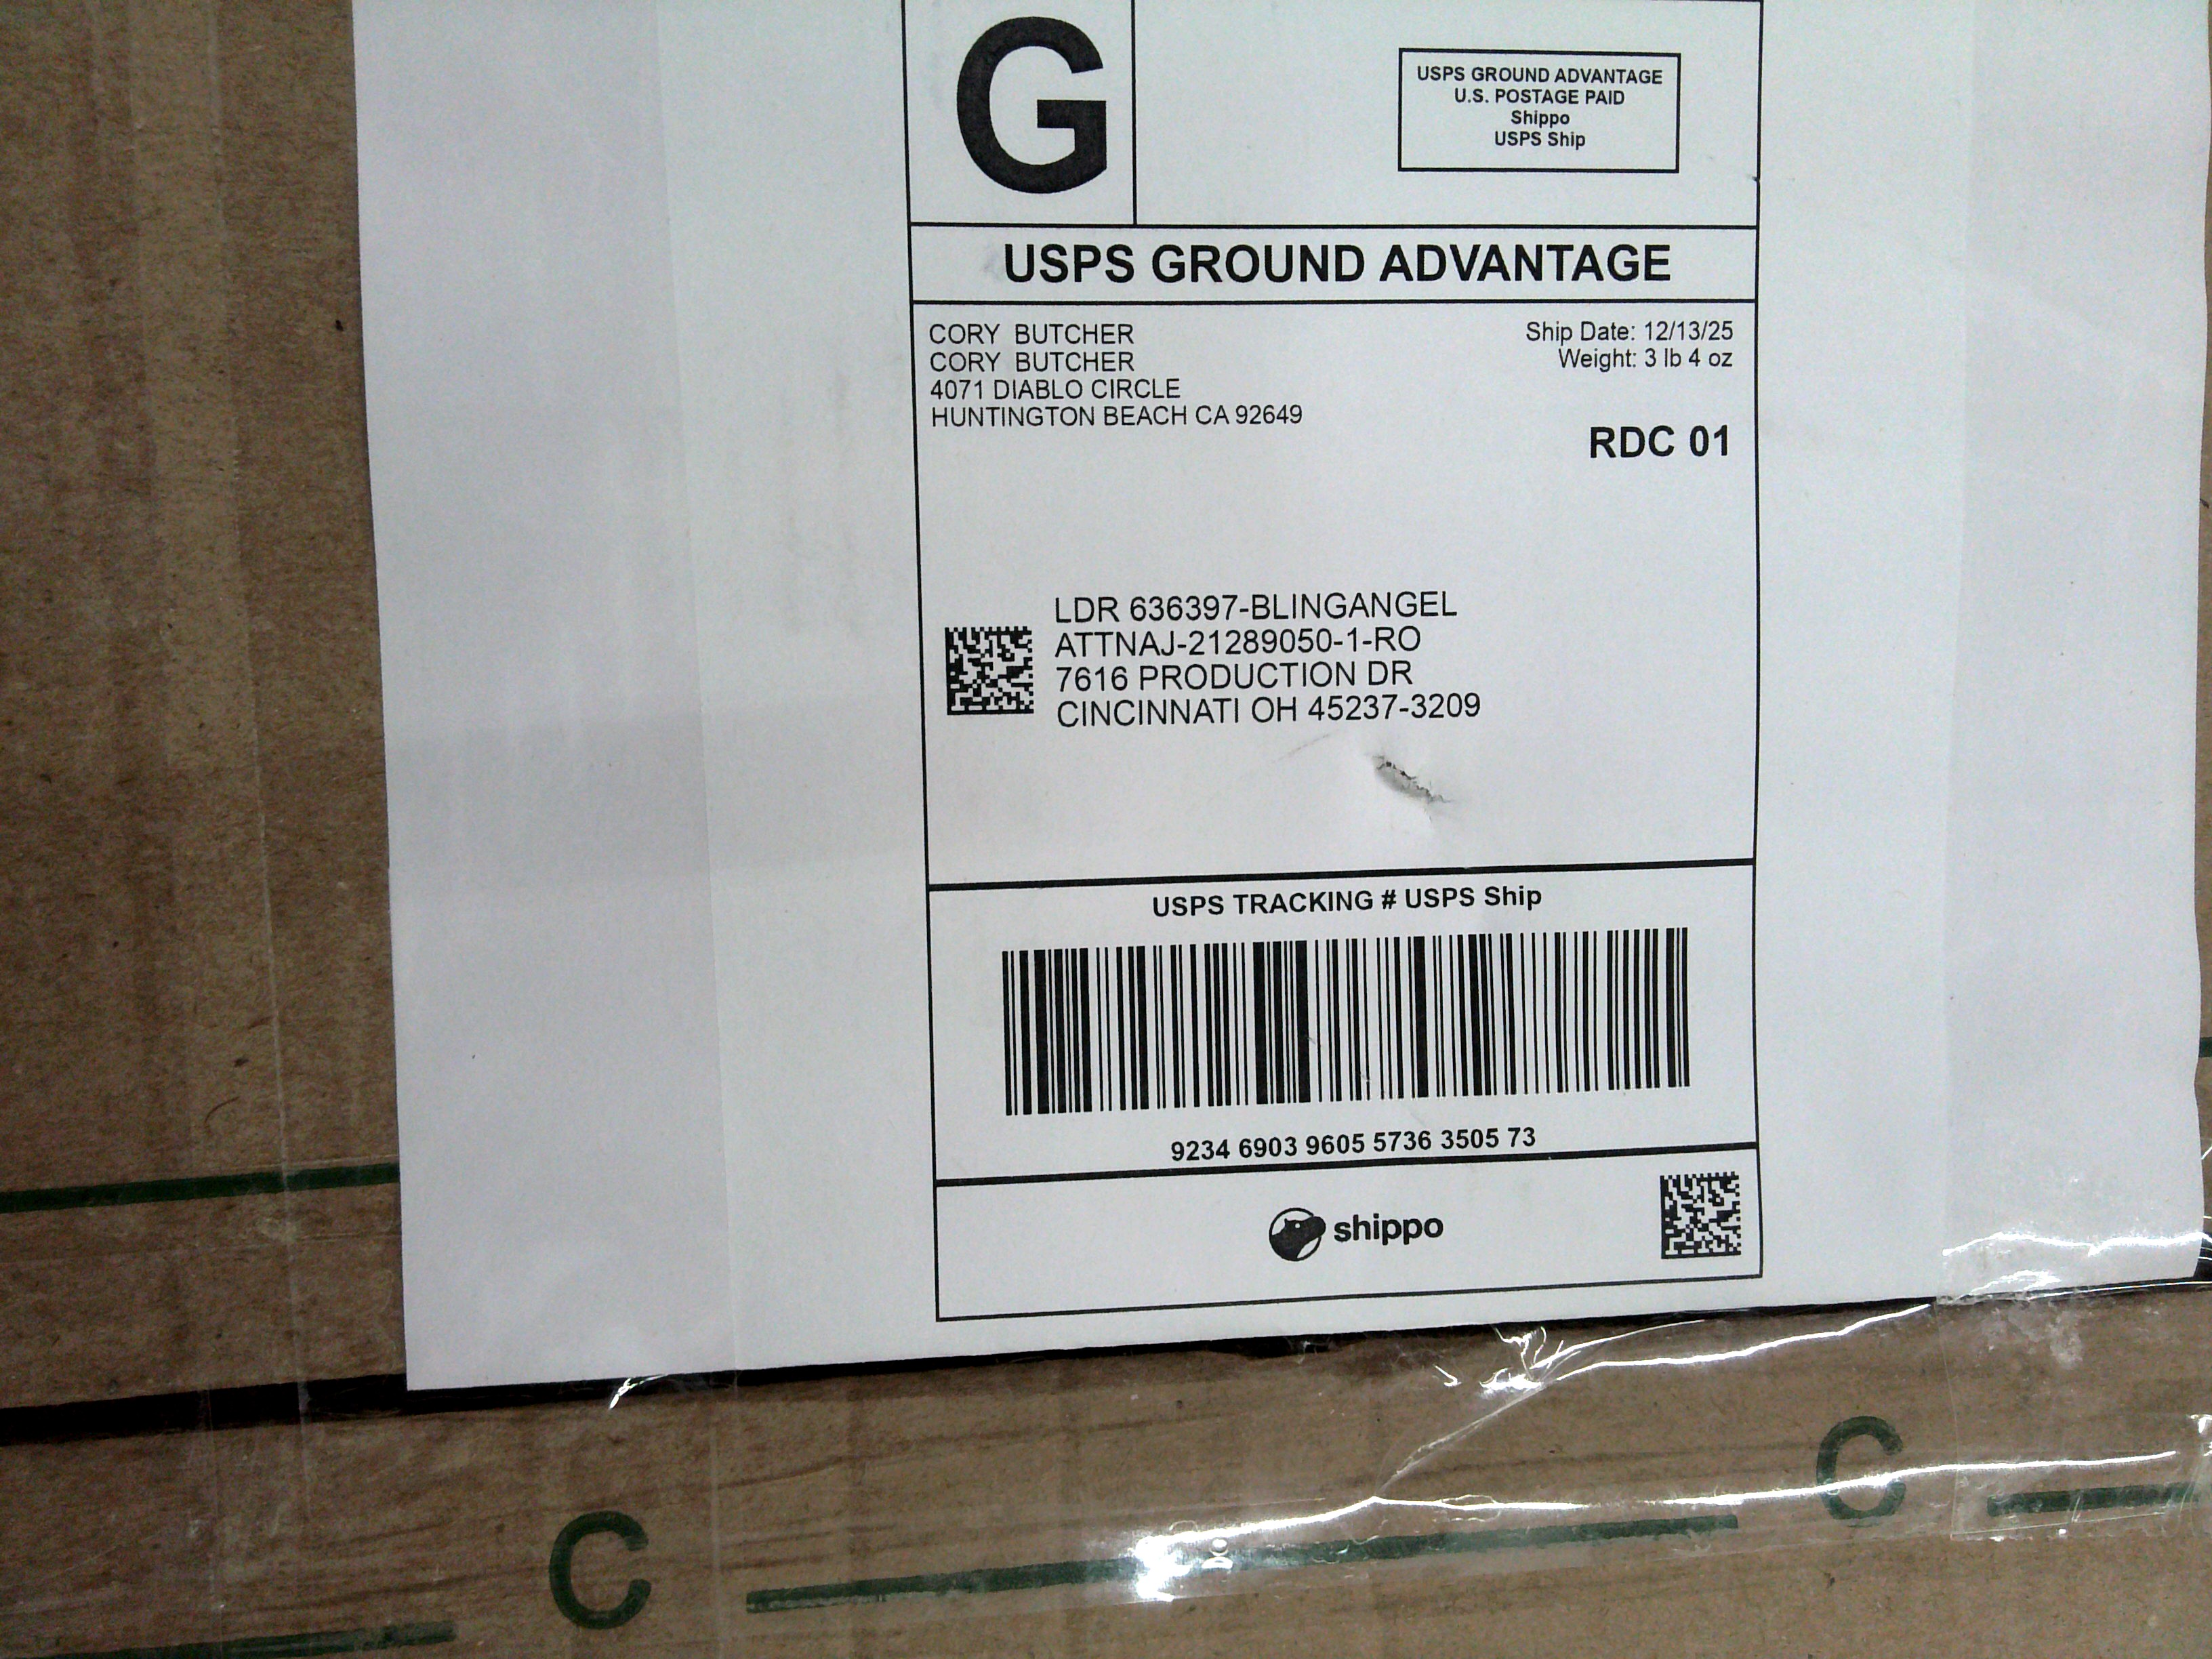 G
USPS GROUND ADVANTAGE
U.S. POSTAGE PAID
Shippo
USPS Ship
USPS GROUND ADVANTAGE
CORY BUTCHER
CORY BUTCHER
4071 DIABLO CIRCLE
HUNTINGTON BEACH CA 92649
Ship Date: 12/13/25
Weight: 3 lb 4 oz
RDC 01
LDR 636397-BLINGANGEL
ATTNAJ-21289050-1-RO
7616 PRODUCTION DR
CINCINNATI OH 45237-3209
USPS TRACKING # USPS Ship
9234 6903 9605 5736 3505 73
shippo
C
C